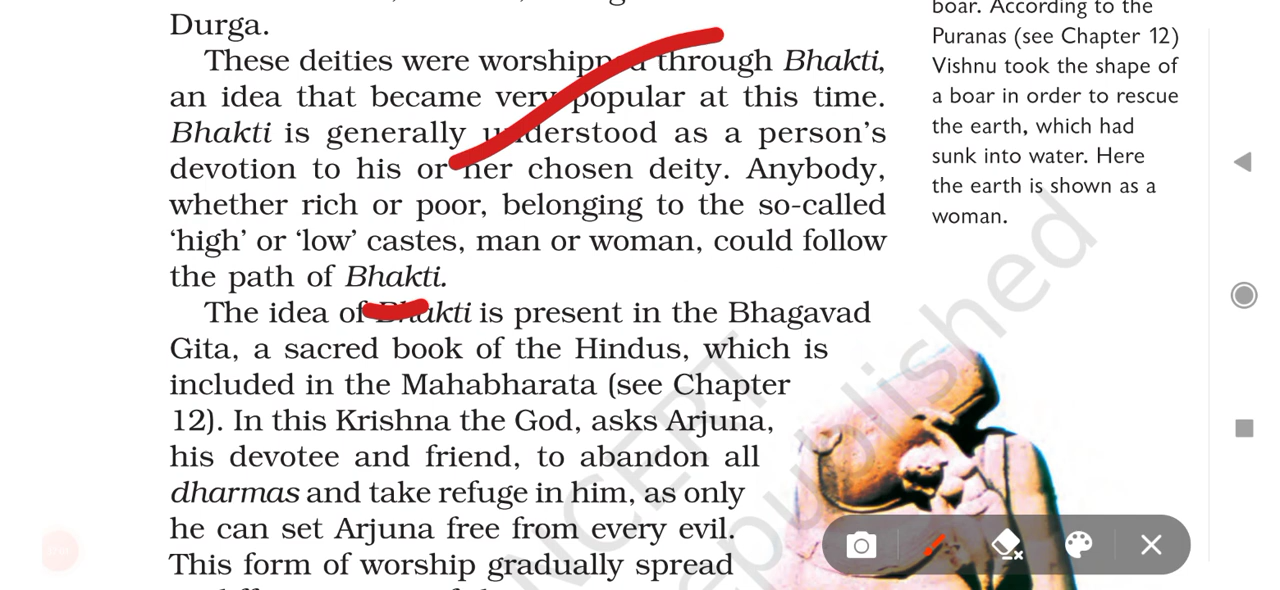 Durga.
These deities were worshipped through Bhakti,
an idea that became very popular at this time.
Bhakti is generally understood as a person's
devotion to his or her chosen deity. Anybody,
whether rich or poor, belonging to the so-called
'high' or 'low' castes, man or woman, could follow
the path of Bhakti.
The idea of Bhakti is present in the Bhagavad
Gita, a sacred book of the Hindus, which is
included in the Mahabharata (see Chapter
12). In this Krishna the God, asks Arjuna,
his devotee and friend, to abandon all
dharmas and take refuge in him, as only
he can set Arjuna free from every evil.
This form of worship gradually spread
boar. According to the
Puranas (see Chapter 12)
Vishnu took the shape of
a boar in order to rescue
the earth, which had
sunk into water. Here
the earth is shown as a
woman.
NCERT
republished